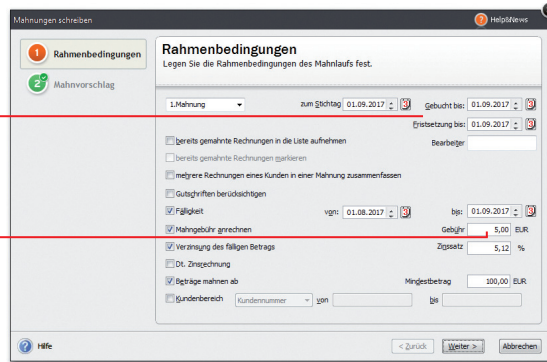 Mahnungen schreiben
Help&News
1 Rahmenbedingungen
2 Mahnvorschlag
Rahmenbedingungen
Legen Sie die Rahmenbedingungen des Mahnlaufs fest.
1.Mahnung zum Stichtag 01.09.2017 Gebucht bis: 01.09.2017
Fristsetzung bis: 01.09.2017
bereits gemahnte Rechnungen in die Liste aufnehmen Bearbeiter
bereits gemahnte Rechnungen markieren
mehrere Rechnungen eines Kunden in einer Mahnung zusammenfassen
Gutschriften berücksichtigen
Fälligkeit von: 01.08.2017 bis: 01.09.2017
Mahngebühr anrechnen Gebühr 5,00 EUR
Verzinsung des fälligen Betrags Zinssatz 5,12 %
Dt. Zinsrechnung
Beträge mahnen ab Mindestbetrag 100,00 EUR
Kundenbereich Kundennummer von bis
? Hilfe < Zurück Weiter > Abbrechen